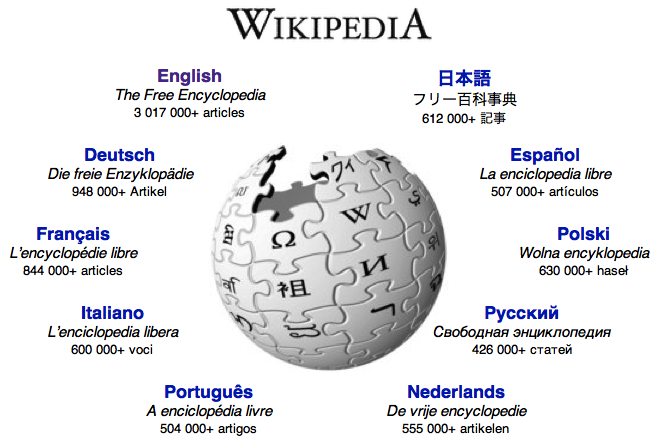 WIKIPEDIA
English
The Free Encyclopedia
3 017 000+ articles
日本語
フリー百科事典
612 000+ 記事
Deutsch
Die freie Enzyklopädie
948 000+ Artikel
Español
La enciclopedia libre
507 000+ artículos
Français
L'encyclopédie libre
844 000+ articles
Polski
Wolna encyklopedia
630 000+ haseł
Italiano
L'enciclopedia libera
600 000+ voci
Русский
Свободная энциклопедия
426 000+ статей
Português
A enciclopédia livre
504 000+ artigos
Nederlands
De vrije encyclopedie
555 000+ artikelen
Ω
W
И
祖